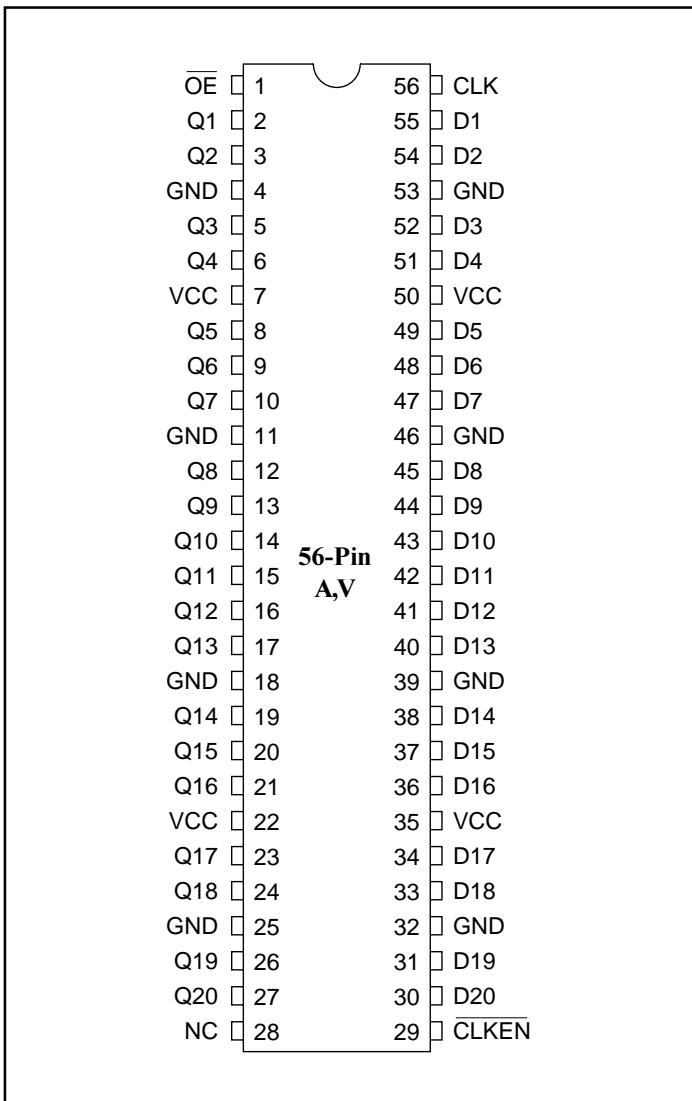 O̅E̅ 1 56 CLK
Q1 2 55 D1
Q2 3 54 D2
GND 4 53 GND
Q3 5 52 D3
Q4 6 51 D4
VCC 7 50 VCC
Q5 8 49 D5
Q6 9 48 D6
Q7 10 47 D7
GND 11 46 GND
Q8 12 45 D8
Q9 13 44 D9
Q10 14 43 D10
56-Pin
Q11 15 42 D11
A,V
Q12 16 41 D12
Q13 17 40 D13
GND 18 39 GND
Q14 19 38 D14
Q15 20 37 D15
Q16 21 36 D16
VCC 22 35 VCC
Q17 23 34 D17
Q18 24 33 D18
GND 25 32 GND
Q19 26 31 D19
Q20 27 30 D20
NC 28 29 C̅L̅K̅E̅N̅